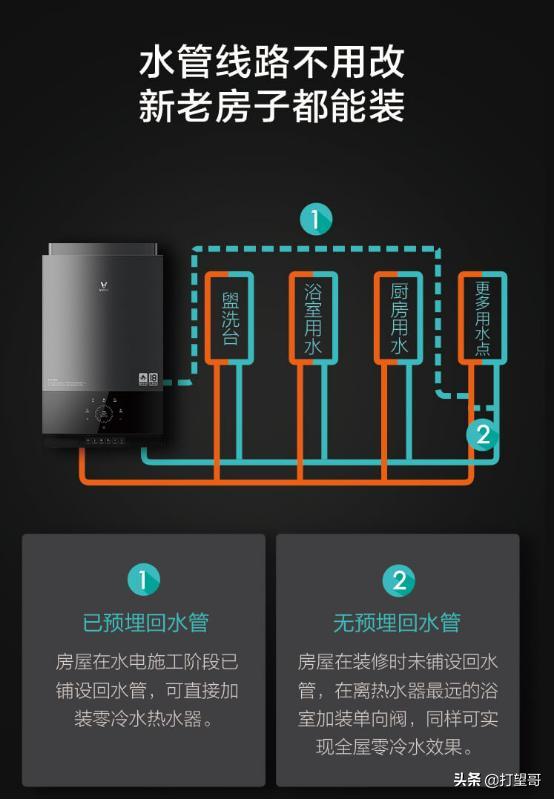 水管线路不用改
新老房子都能装
1
盥洗台
浴室用水
厨房用水
更多用水点
2
1
已预埋回水管
房屋在水电施工阶段已
铺设回水管，可直接加
装零冷水热水器。
2
无预埋回水管
房屋在装修时未铺设回水
管，在离热水器最远的浴
室加装单向阀，同样可实
现全屋零冷水效果。
头条 @打望哥